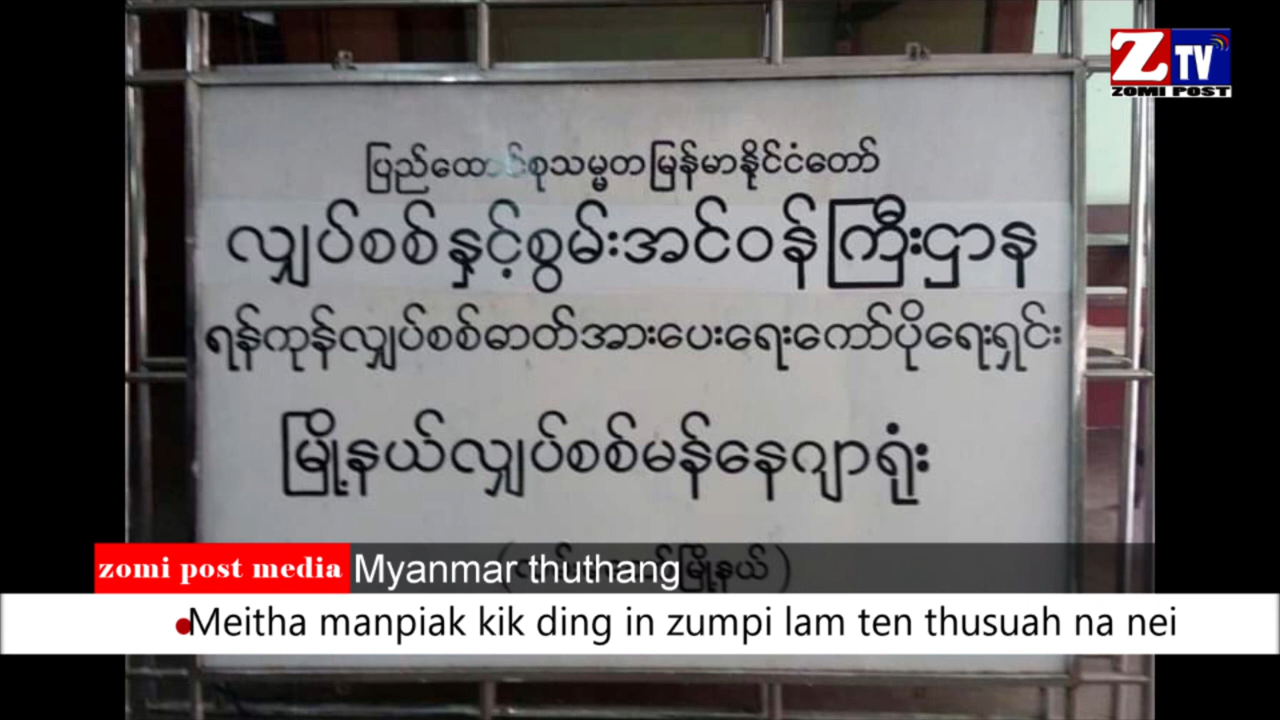 Z TV
ZOMI POST
ပြည်ထောင်စုသမ္မတမြန်မာနိုင်ငံတော်
လျှပ်စစ်နှင့်စွမ်းအင်ဝန်ကြီးဌာန
ရန်ကုန်လျှပ်စစ်ဓာတ်အားပေးရေးကော်ပိုရေးရှင်း
မြို့နယ်လျှပ်စစ်မန်နေဂျာရုံး
မြို့နယ်)
zomi post media Myanmar thuthang
•Meitha manpiak kik ding in zumpi lam ten thusuah na nei